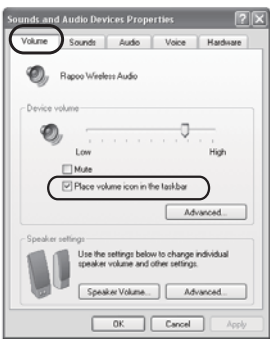 Sounds and Audio Devices Properties
Volume Sounds Audio Voice Hardware
Rapoo Wireless Audio
Device volume
Low High
Mute
Place volume icon in the taskbar
Advanced...
Speaker settings
Use the settings below to change individual
speaker volume and other settings.
Speaker Volume... Advanced...
OK Cancel Apply